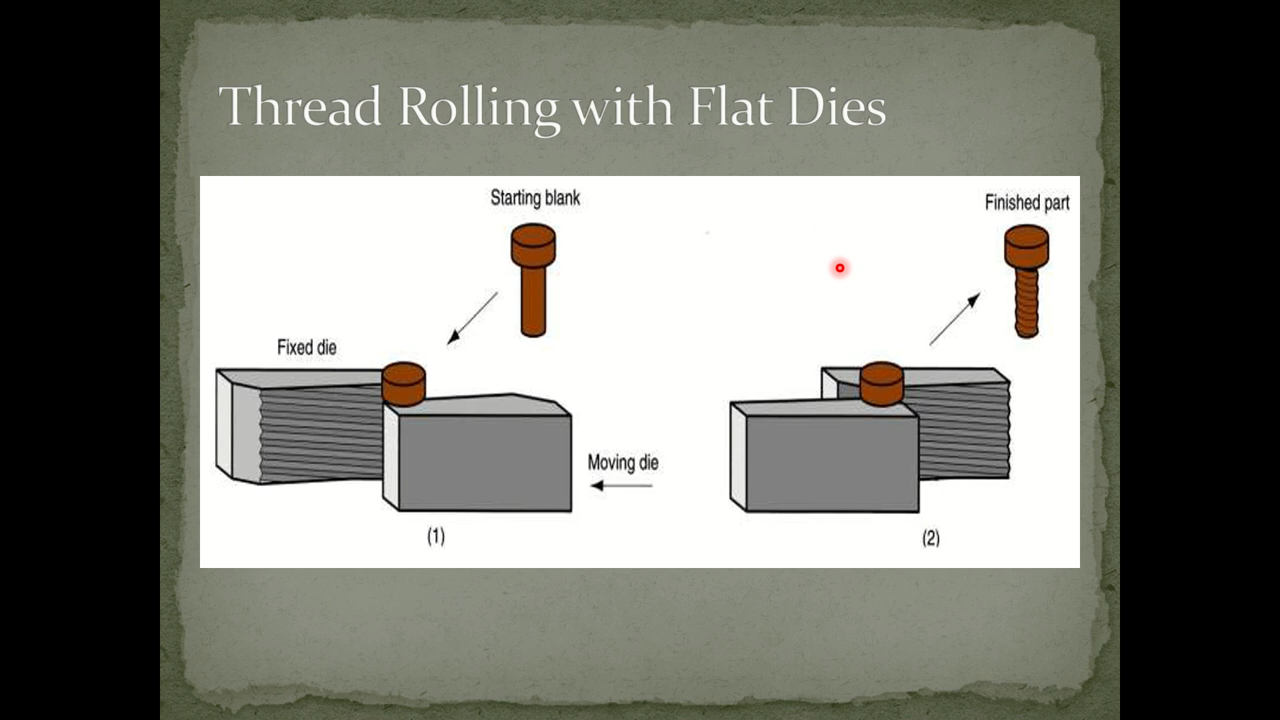 Thread Rolling with Flat Dies
Starting blank
Finished part
Fixed die
Moving die
(1)
(2)